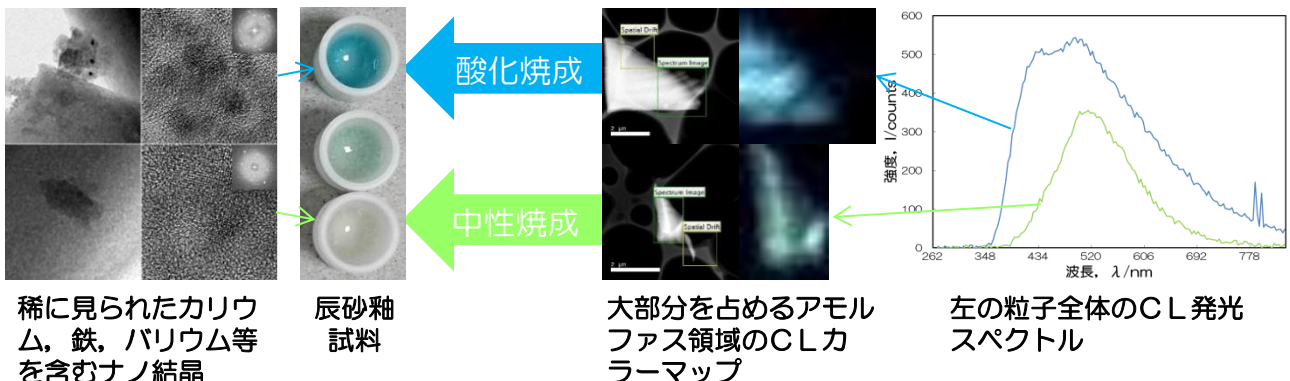 酸化焼成
中性焼成
Spatial Drift
Spectrum Image
2 μm
Spectrum Image
Spatial Drift
2 μm
600
500
400
300
200
100
0
強度, I/counts
262 348 434 520 606 692 778
波長, λ/nm
稀に見られたカリウ
ム，鉄，バリウム等
を含むナノ結晶
辰砂釉
試料
大部分を占めるアモル
ファス領域のＣＬカ
ラーマップ
左の粒子全体のＣＬ発光
スペクトル